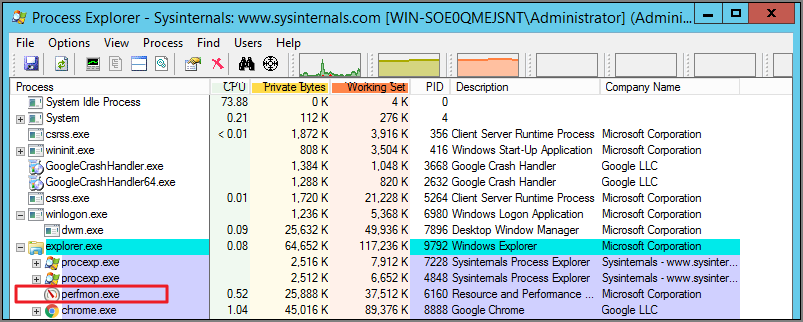 Process Explorer - Sysinternals: www.sysinternals.com [WIN-SOE0QMEJSNT\Administrator] (Admini...
File Options View Process Find Users Help
Process CPU Private Bytes Working Set PID Description Company Name
System Idle Process 73.88 0 K 4 K 0
System 0.21 112 K 276 K 4
csrss.exe < 0.01 1,872 K 3,916 K 356 Client Server Runtime Process Microsoft Corporation
wininit.exe 808 K 3,504 K 416 Windows Start-Up Application Microsoft Corporation
GoogleCrashHandler.exe 1,384 K 1,048 K 3668 Google Crash Handler Google LLC
GoogleCrashHandler64.exe 1,288 K 820 K 2632 Google Crash Handler Google LLC
csrss.exe 0.01 1,720 K 21,228 K 5264 Client Server Runtime Process Microsoft Corporation
winlogon.exe 1,236 K 5,368 K 6980 Windows Logon Application Microsoft Corporation
dwm.exe 0.09 25,632 K 49,936 K 7896 Desktop Window Manager Microsoft Corporation
explorer.exe 0.08 64,652 K 117,236 K 9792 Windows Explorer Microsoft Corporation
procexp.exe 2,516 K 7,912 K 7228 Sysinternals Process Explorer Sysinternals - www.sysinter...
procexp.exe 2,512 K 6,652 K 4848 Sysinternals Process Explorer Sysinternals - www.sysinter...
perfmon.exe 0.52 25,888 K 37,512 K 6160 Resource and Performance ... Microsoft Corporation
chrome.exe 1.04 45,016 K 89,376 K 8888 Google Chrome Google LLC